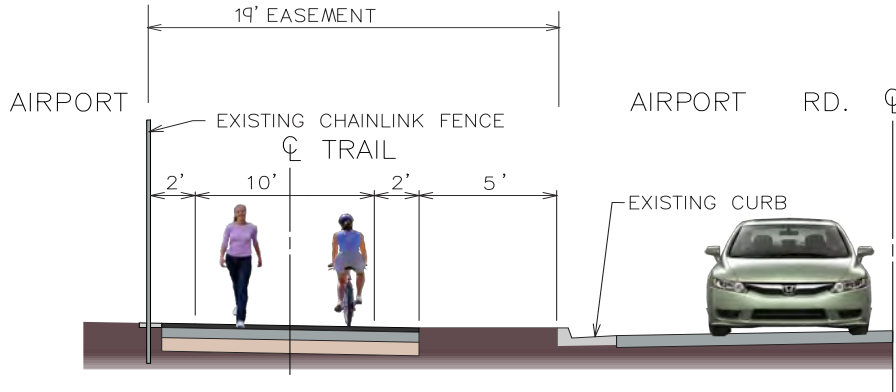 19' EASEMENT
AIRPORT
AIRPORT RD. ℄
EXISTING CHAINLINK FENCE
℄ TRAIL
2' 10' 2' 5'
EXISTING CURB